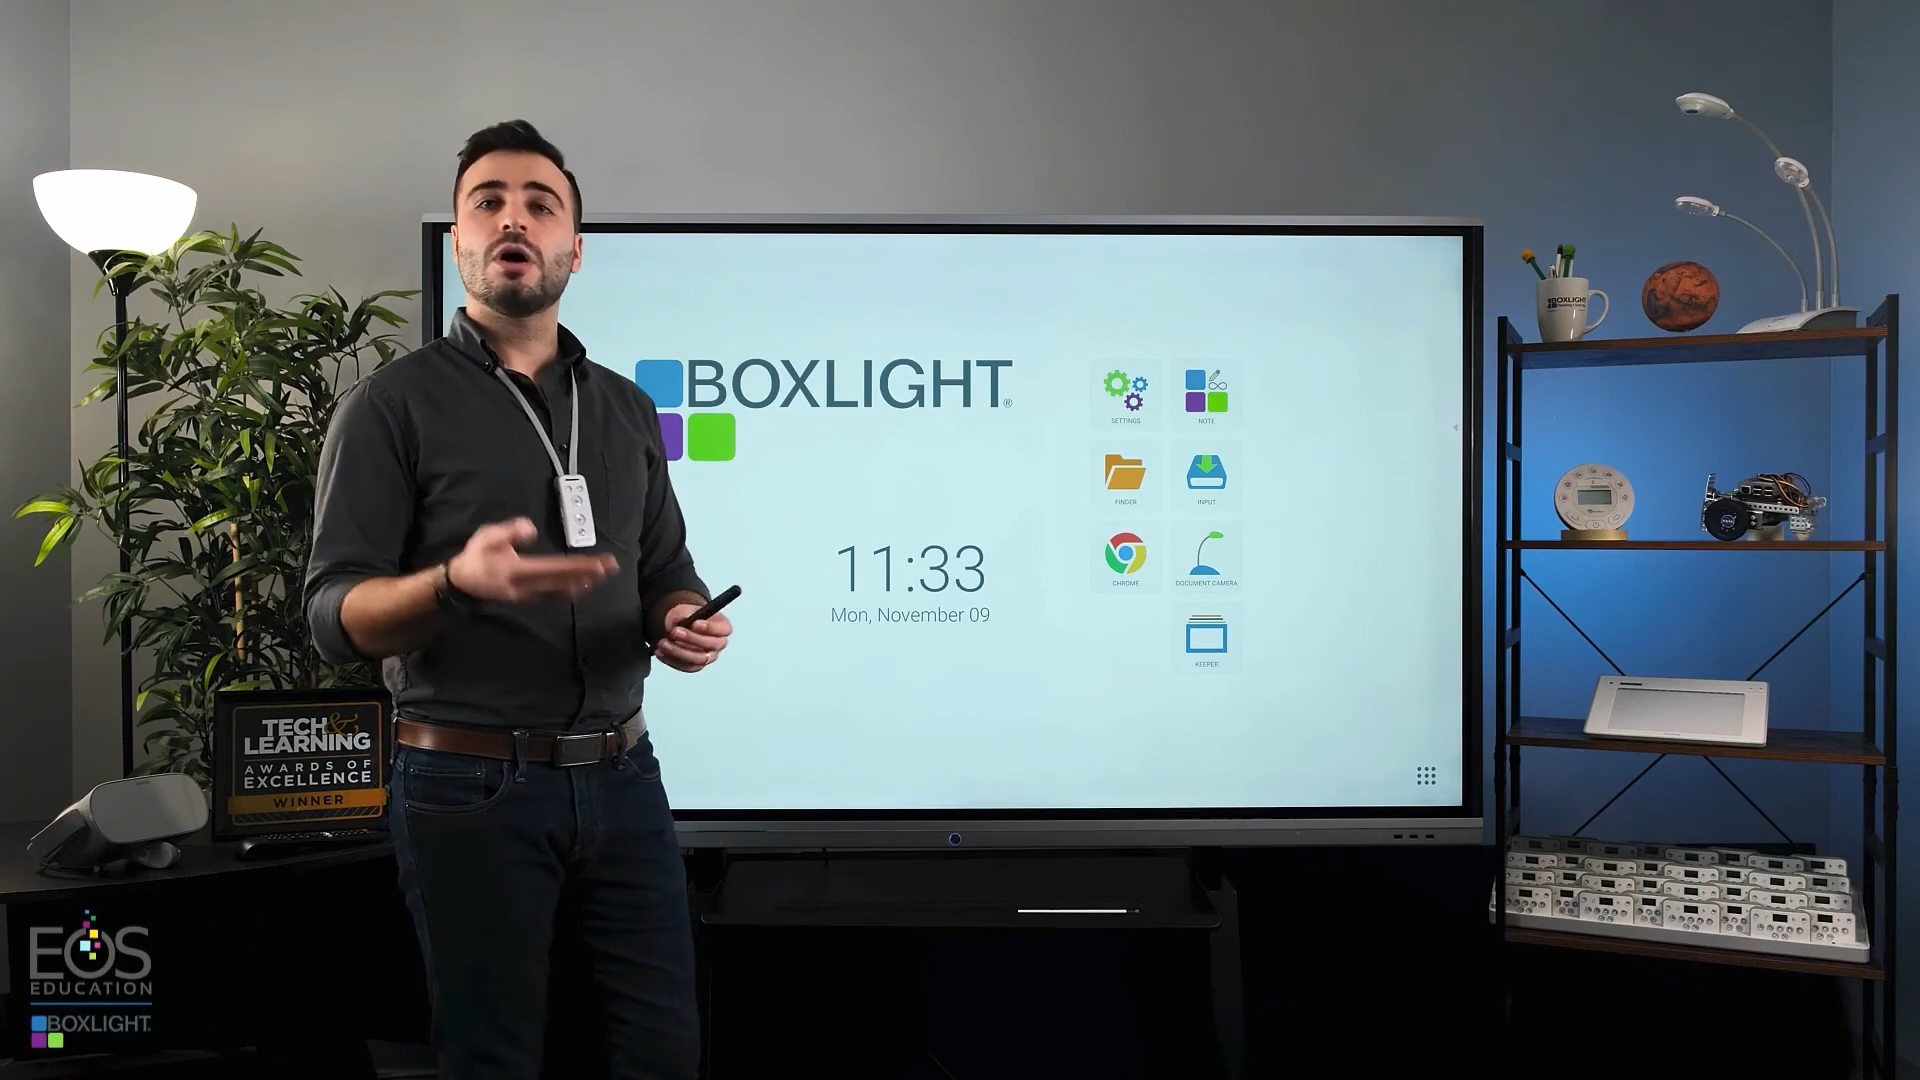 BOXLIGHT®
SETTINGS
NOTE
FINDER
INPUT
CHROME
DOCUMENT CAMERA
KEEPER
11:33
Mon, November 09
BOXLIGHT
TECH&
LEARNING
AWARDS OF
EXCELLENCE
WINNER
EOS
EDUCATION
BOXLIGHT